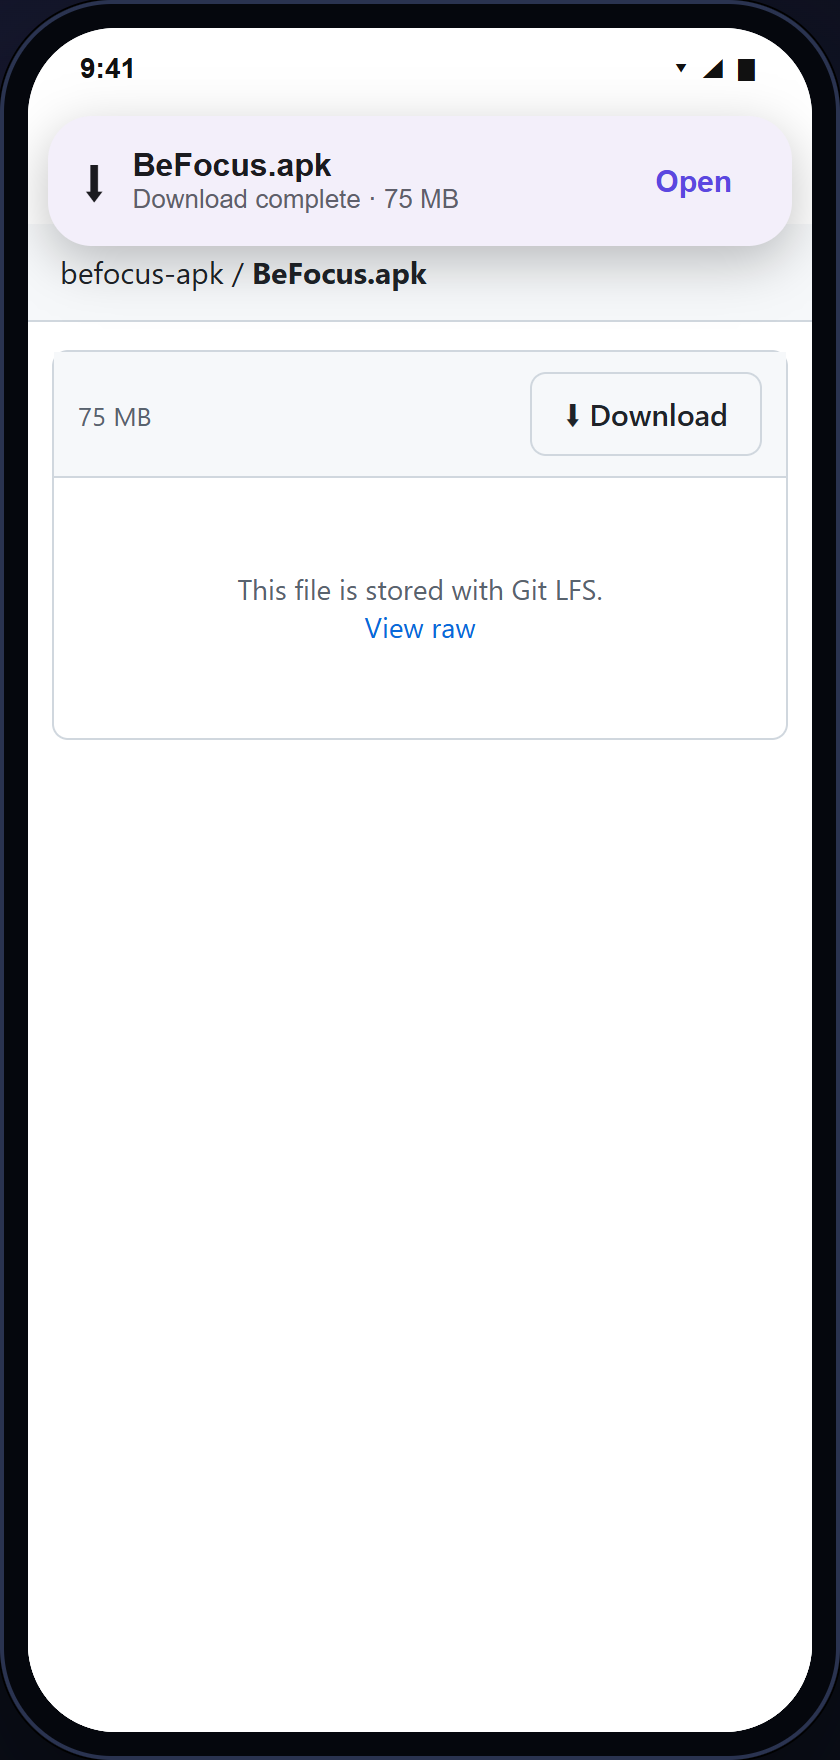 9:41
BeFocus.apk
Download complete · 75 MB
Open
befocus-apk / BeFocus.apk
75 MB
⬇ Download
This file is stored with Git LFS.
View raw